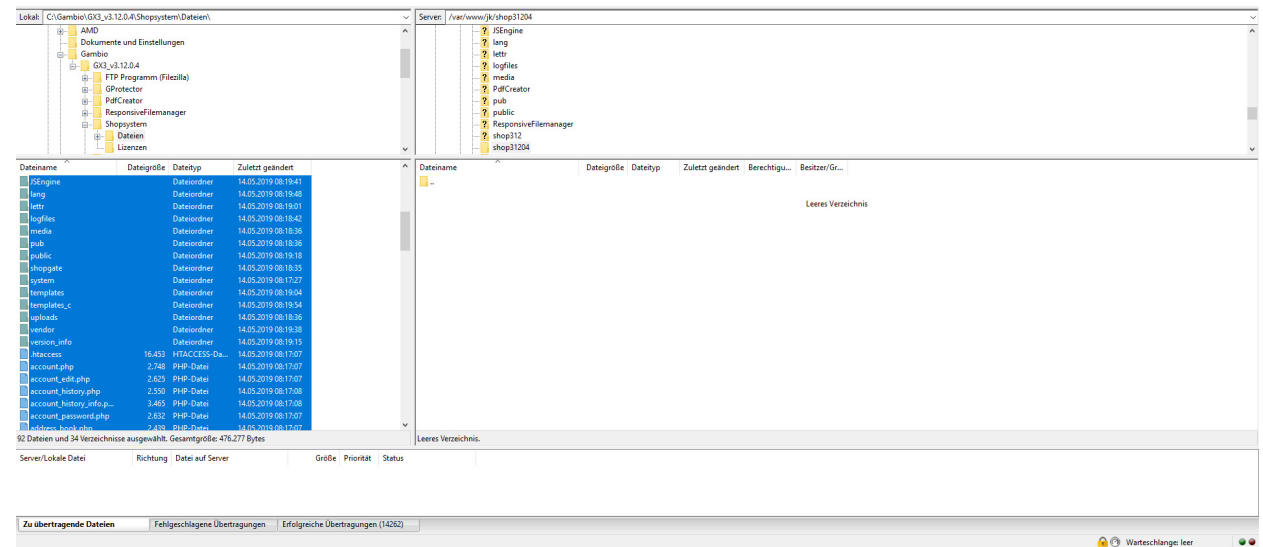 Lokal: C:\Gambio\GX3_v3.12.0.4\Shopsystem\Dateien\
AMD
Dokumente und Einstellungen
Gambio
GX3_v3.12.0.4
FTP Programm (Filezilla)
GProtector
PdfCreator
ResponsiveFilemanager
Shopsystem
Dateien
Lizenzen
Server: /var/www/jk/shop31204
? JSEngine
? lang
? lettr
? logfiles
? media
? PdfCreator
? pub
? public
? ResponsiveFilemanager
? shop312
shop31204
Dateiname Dateigröße Dateityp Zuletzt geändert
JSEngine Dateiordner 14.05.2019 08:19:41
lang Dateiordner 14.05.2019 08:19:48
lettr Dateiordner 14.05.2019 08:19:01
logfiles Dateiordner 14.05.2019 08:18:42
media Dateiordner 14.05.2019 08:18:36
pub Dateiordner 14.05.2019 08:18:36
public Dateiordner 14.05.2019 08:19:18
shopgate Dateiordner 14.05.2019 08:18:35
system Dateiordner 14.05.2019 08:17:27
templates Dateiordner 14.05.2019 08:19:04
templates_c Dateiordner 14.05.2019 08:19:54
uploads Dateiordner 14.05.2019 08:18:36
vendor Dateiordner 14.05.2019 08:19:38
version_info Dateiordner 14.05.2019 08:19:15
.htaccess 16.453 HTACCESS-Da... 14.05.2019 08:17:07
account.php 2.748 PHP-Datei 14.05.2019 08:17:07
account_edit.php 2.625 PHP-Datei 14.05.2019 08:17:07
account_history.php 2.550 PHP-Datei 14.05.2019 08:17:08
account_history_info.p... 3.465 PHP-Datei 14.05.2019 08:17:08
account_password.php 2.632 PHP-Datei 14.05.2019 08:17:07
address_book.php 2.439 PHP-Datei 14.05.2019 08:17:07
92 Dateien und 34 Verzeichnisse ausgewählt. Gesamtgröße: 476.277 Bytes
Dateiname Dateigröße Dateityp Zuletzt geändert Berechtigu... Besitzer/Gr...
..
Leeres Verzeichnis
Leeres Verzeichnis.
Server/Lokale Datei Richtung Datei auf Server Größe Priorität Status
Zu übertragende Dateien Fehlgeschlagene Übertragungen Erfolgreiche Übertragungen (14262)
Warteschlange: leer